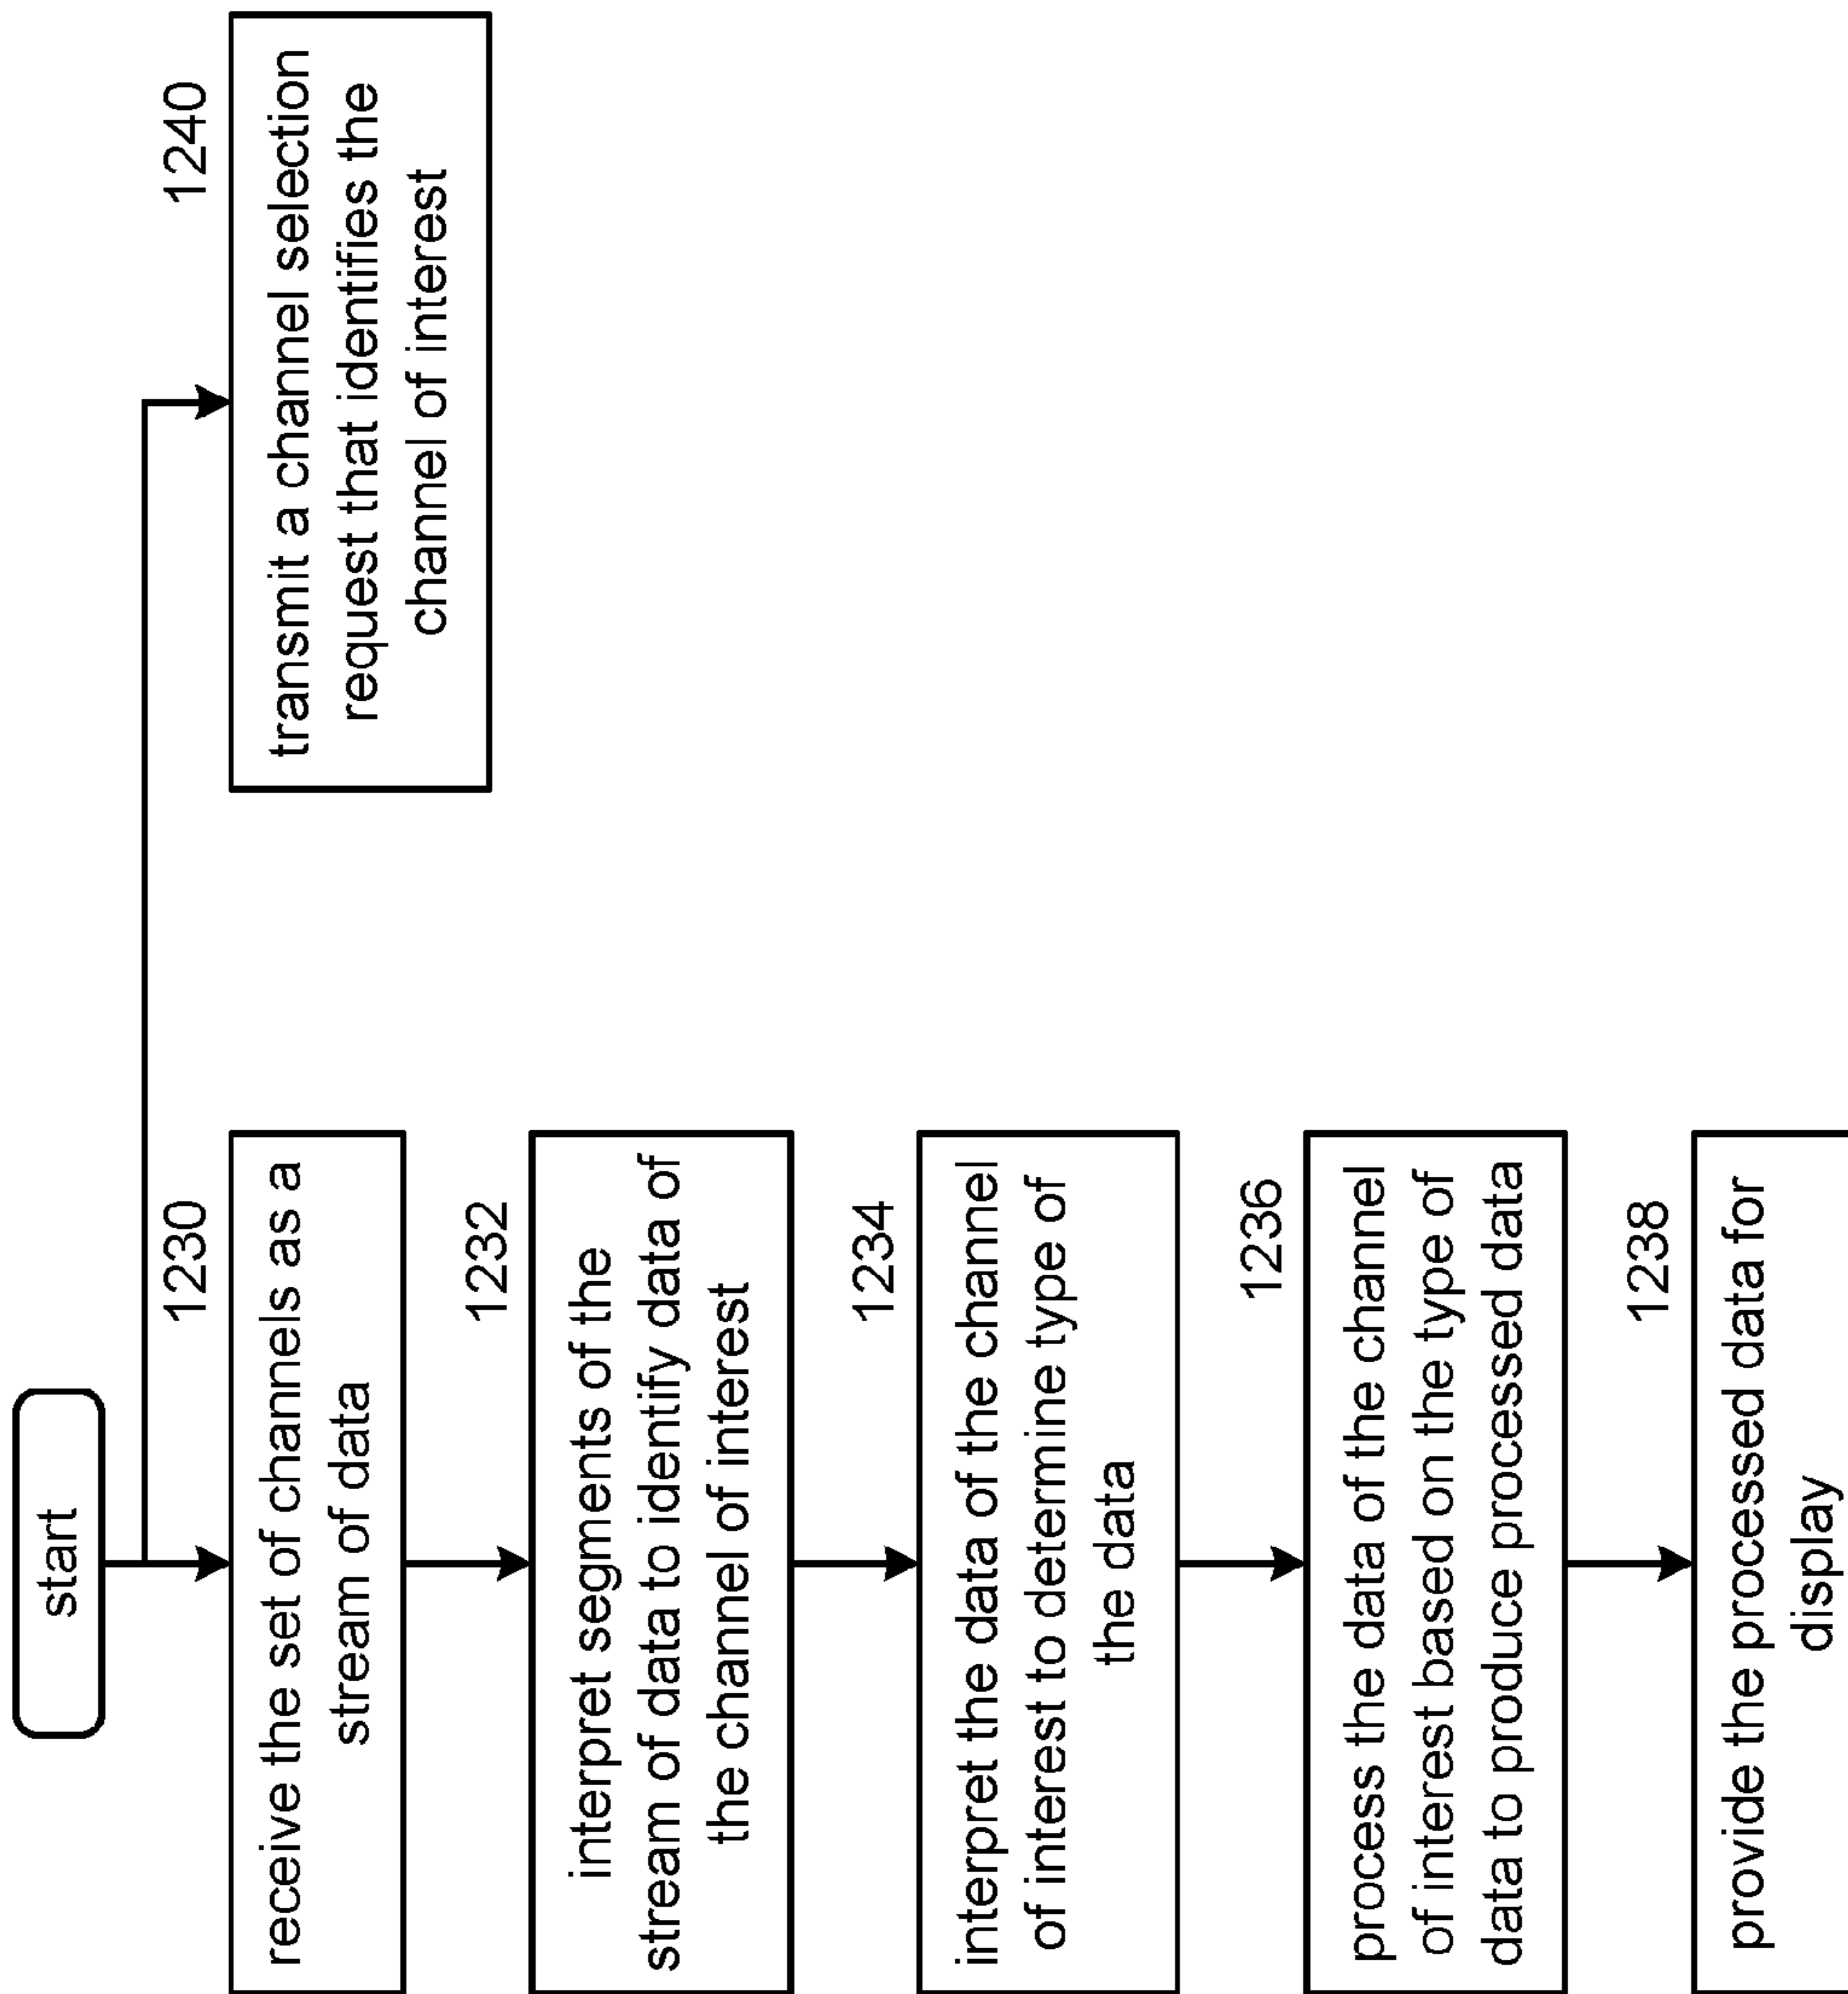 start
1230
receive the set of channels as a
stream of data
1232
interpret segments of the
stream of data to identify data of
the channel of interest
1234
interpret the data of the channel
of interest to determine type of
the data
1236
process the data of the channel
of interest based on the type of
data to produce processed data
1238
provide the processed data for
display
1240
transmit a channel selection
request that identifies the
channel of interest